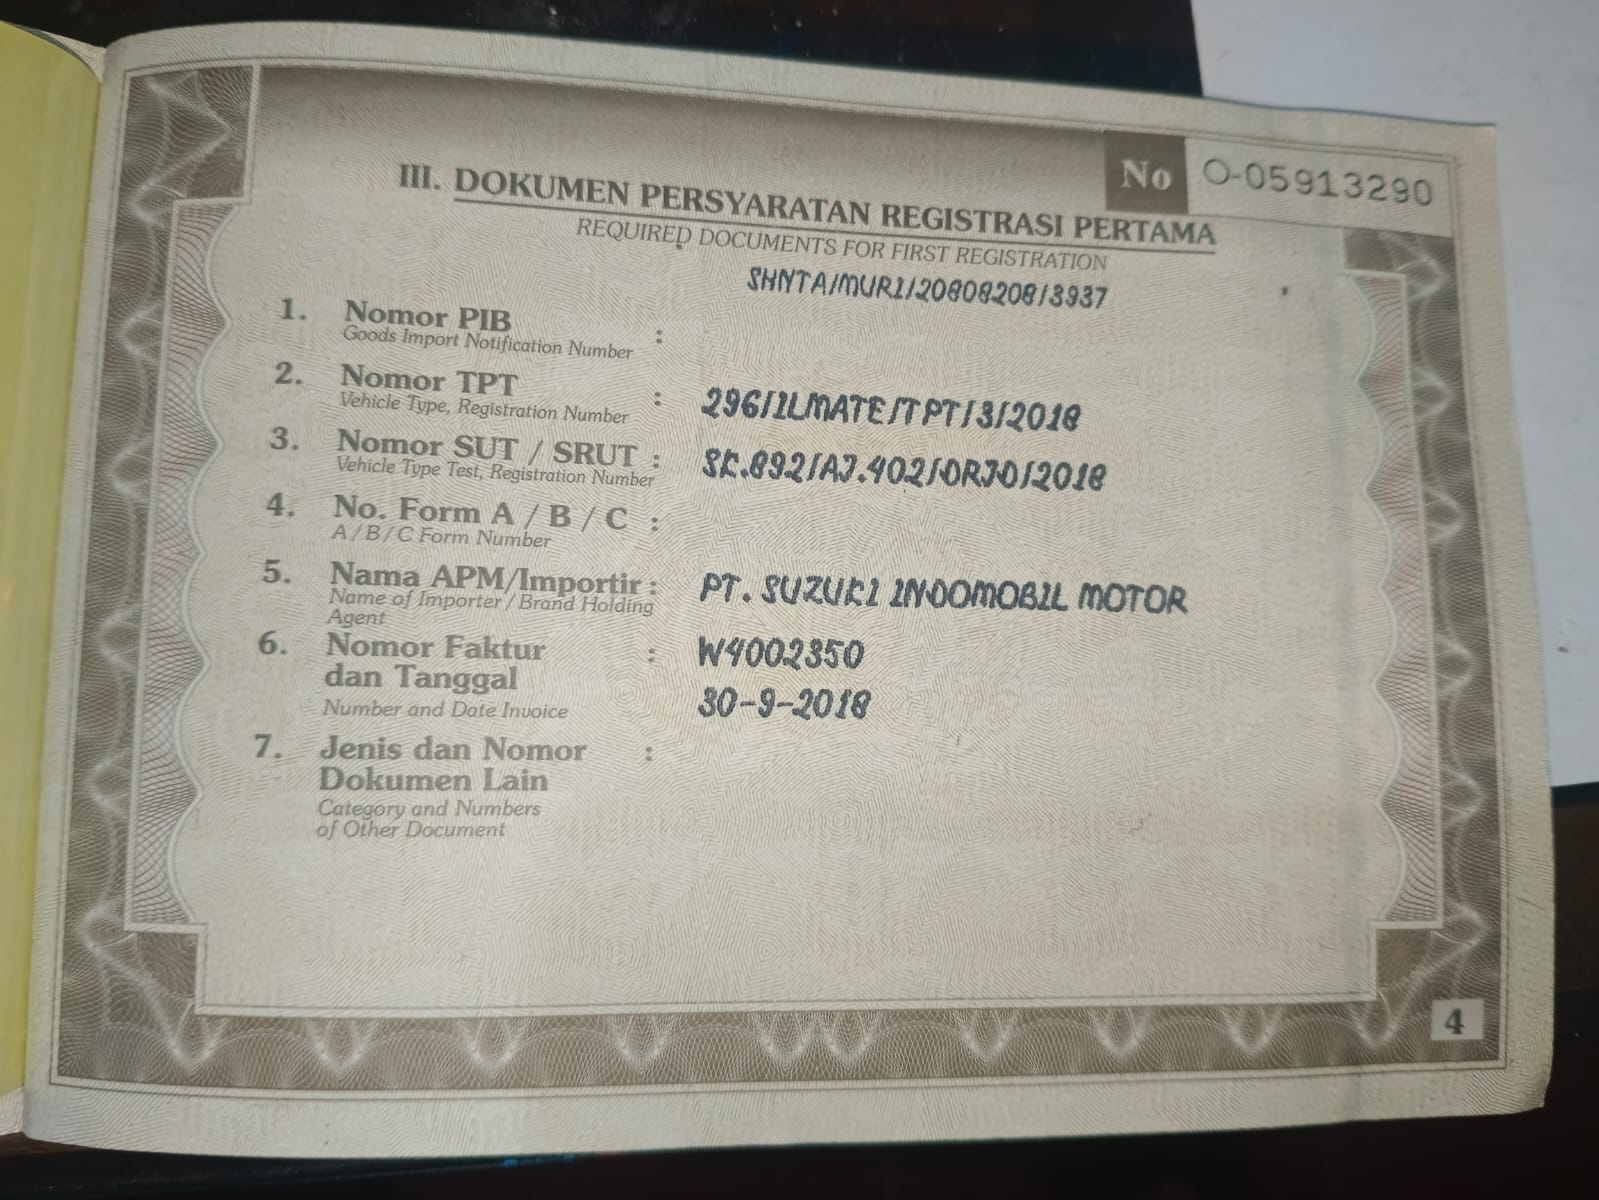 No O-05913290
III. DOKUMEN PERSYARATAN REGISTRASI PERTAMA
REQUIRED DOCUMENTS FOR FIRST REGISTRATION
SHNTA/MURI/20808208/3937
1. Nomor PIB :
Goods Import Notification Number
2. Nomor TPT : 296/ILMATE/TPT/3/2018
Vehicle Type, Registration Number
3. Nomor SUT / SRUT : SK.892/AJ.402/DRJD/2018
Vehicle Type Test, Registration Number
4. No. Form A / B / C :
A / B / C Form Number
5. Nama APM/Importir : PT. SUZUKI INDOMOBIL MOTOR
Name of Importer / Brand Holding
Agent
6. Nomor Faktur : W4002350
dan Tanggal 30-9-2018
Number and Date Invoice
7. Jenis dan Nomor :
Dokumen Lain
Category and Numbers
of Other Document
4